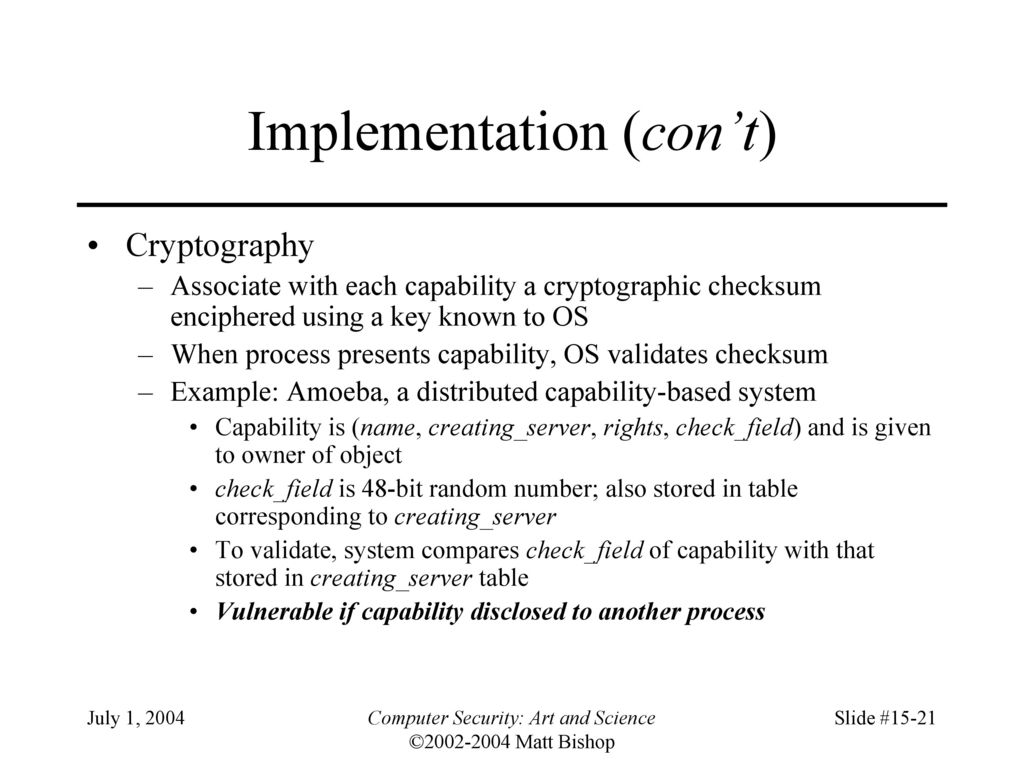 Implementation (con’t)
• Cryptography
– Associate with each capability a cryptographic checksum
enciphered using a key known to OS
– When process presents capability, OS validates checksum
– Example: Amoeba, a distributed capability-based system
• Capability is (name, creating_server, rights, check_field) and is given
to owner of object
• check_field is 48-bit random number; also stored in table
corresponding to creating_server
• To validate, system compares check_field of capability with that
stored in creating_server table
• Vulnerable if capability disclosed to another process
July 1, 2004
Computer Security: Art and Science
©2002-2004 Matt Bishop
Slide #15-21